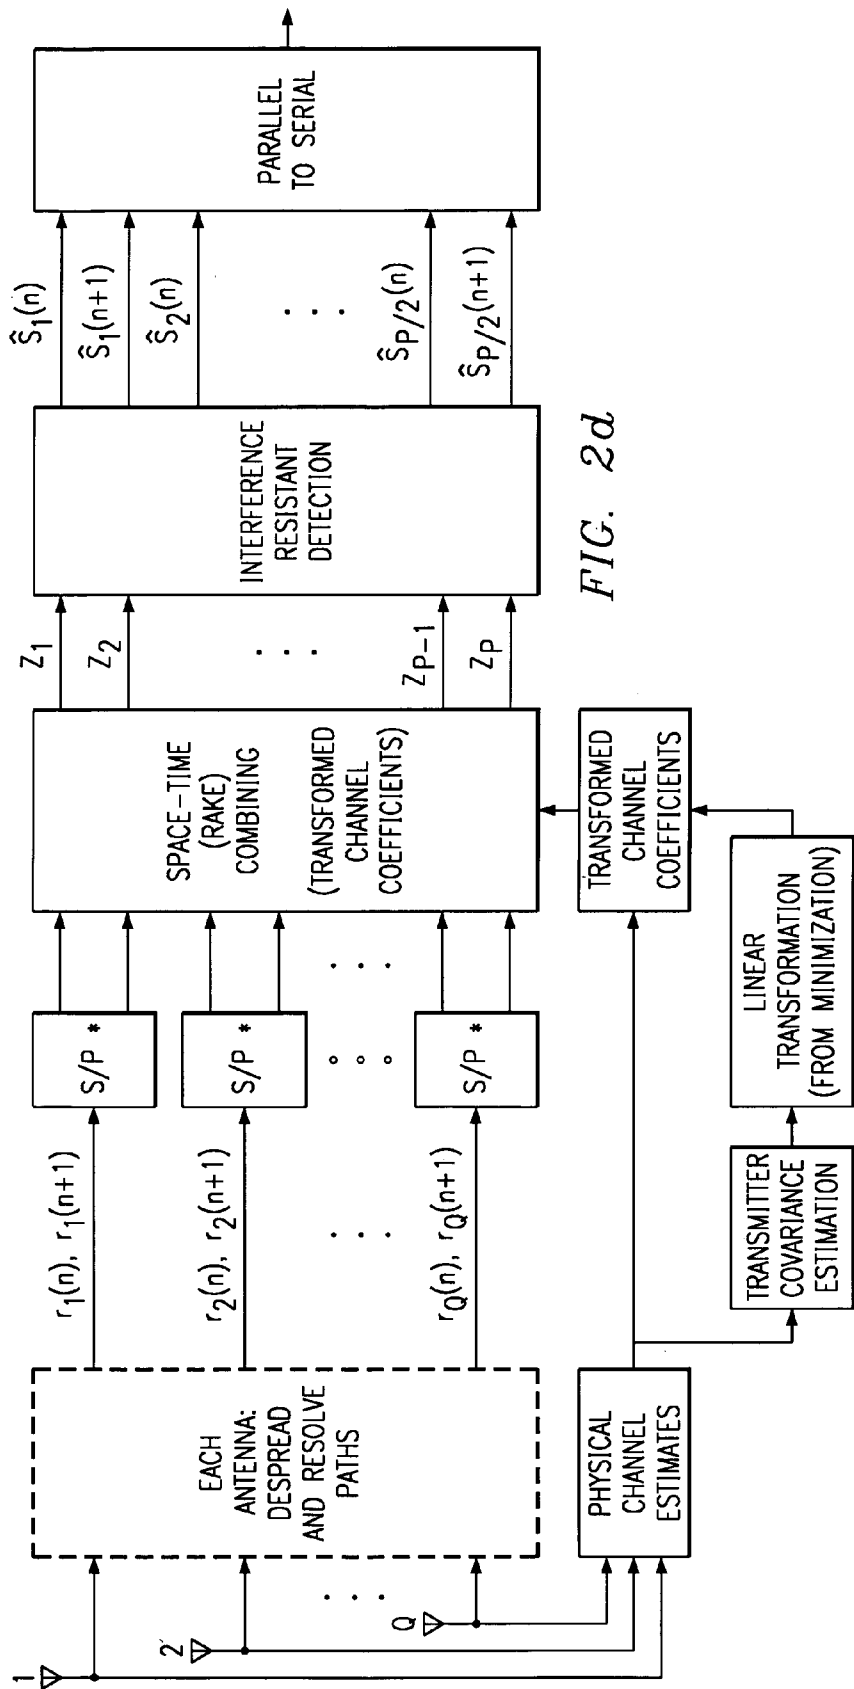 1
2
Q
. . .
EACH
ANTENNA:
DESPREAD
AND RESOLVE
PATHS
r1(n), r1(n+1)
r2(n), r2(n+1)
. . .
rQ(n), rQ(n+1)
S/P *
S/P *
S/P *
. . .
SPACE-TIME
(RAKE)
COMBINING
(TRANSFORMED
CHANNEL
COEFFICIENTS)
Z1
Z2
. . .
ZP-1
ZP
INTERFERENCE
RESISTANT
DETECTION
Ŝ1(n)
Ŝ1(n+1)
Ŝ2(n)
. . .
ŜP/2(n)
ŜP/2(n+1)
PARALLEL
TO SERIAL
PHYSICAL
CHANNEL
ESTIMATES
TRANSMITTER
COVARIANCE
ESTIMATION
LINEAR
TRANSFORMATION
(FROM MINIMIZATION)
TRANSFORMED
CHANNEL
COEFFICIENTS
FIG. 2d